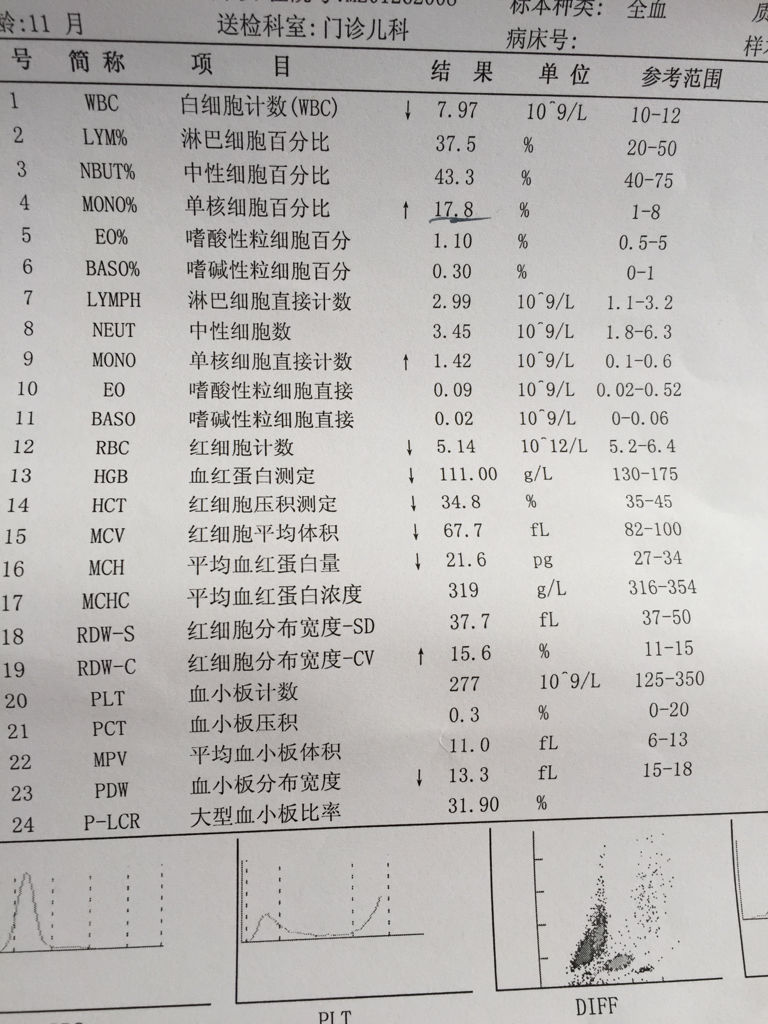 龄:11 月 送检科室:门诊儿科 标本种类: 全血
病床号:
号 简 称 项 目 结 果 单 位 参考范围
1 WBC 白细胞计数(WBC) ↓ 7.97 10^9/L 10-12
2 LYM% 淋巴细胞百分比 37.5 % 20-50
3 NBUT% 中性细胞百分比 43.3 % 40-75
4 MONO% 单核细胞百分比 ↑ 17.8 % 1-8
5 EO% 嗜酸性粒细胞百分 1.10 % 0.5-5
6 BASO% 嗜碱性粒细胞百分 0.30 % 0-1
7 LYMPH 淋巴细胞直接计数 2.99 10^9/L 1.1-3.2
8 NEUT 中性细胞数 3.45 10^9/L 1.8-6.3
9 MONO 单核细胞直接计数 ↑ 1.42 10^9/L 0.1-0.6
10 EO 嗜酸性粒细胞直接 0.09 10^9/L 0.02-0.52
11 BASO 嗜碱性粒细胞直接 0.02 10^9/L 0-0.06
12 RBC 红细胞计数 ↓ 5.14 10^12/L 5.2-6.4
13 HGB 血红蛋白测定 ↓ 111.00 g/L 130-175
14 HCT 红细胞压积测定 ↓ 34.8 % 35-45
15 MCV 红细胞平均体积 ↓ 67.7 fL 82-100
16 MCH 平均血红蛋白量 ↓ 21.6 pg 27-34
17 MCHC 平均血红蛋白浓度 319 g/L 316-354
18 RDW-S 红细胞分布宽度-SD 37.7 fL 37-50
19 RDW-C 红细胞分布宽度-CV ↑ 15.6 % 11-15
20 PLT 血小板计数 277 10^9/L 125-350
21 PCT 血小板压积 0.3 % 0-20
22 MPV 平均血小板体积 11.0 fL 6-13
23 PDW 血小板分布宽度 ↓ 13.3 fL 15-18
24 P-LCR 大型血小板比率 31.90 %
PLT DIFF